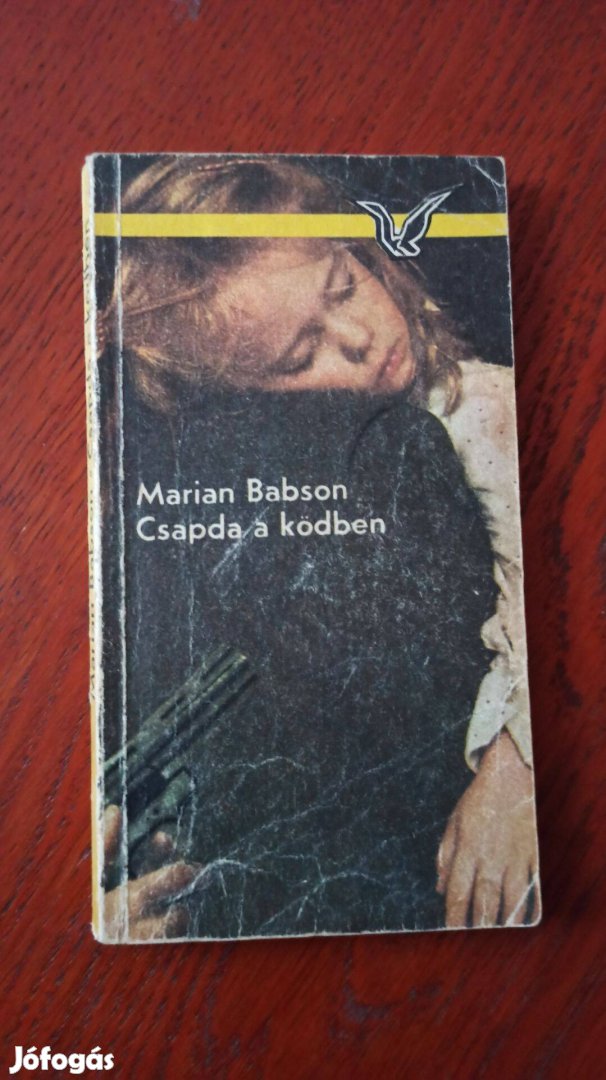 Marian Babson
Csapda a ködben
Jófogás